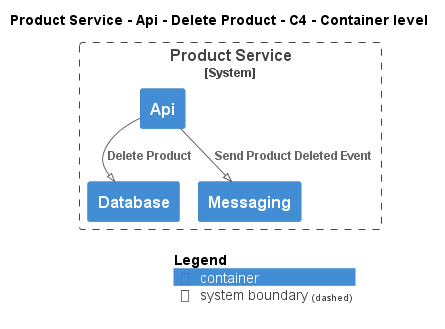 Product Service - Api - Delete Product - C4 - Container level
Product Service
[System]
Api
Delete Product
Send Product Deleted Event
Database
Messaging
Legend
container
system boundary (dashed)